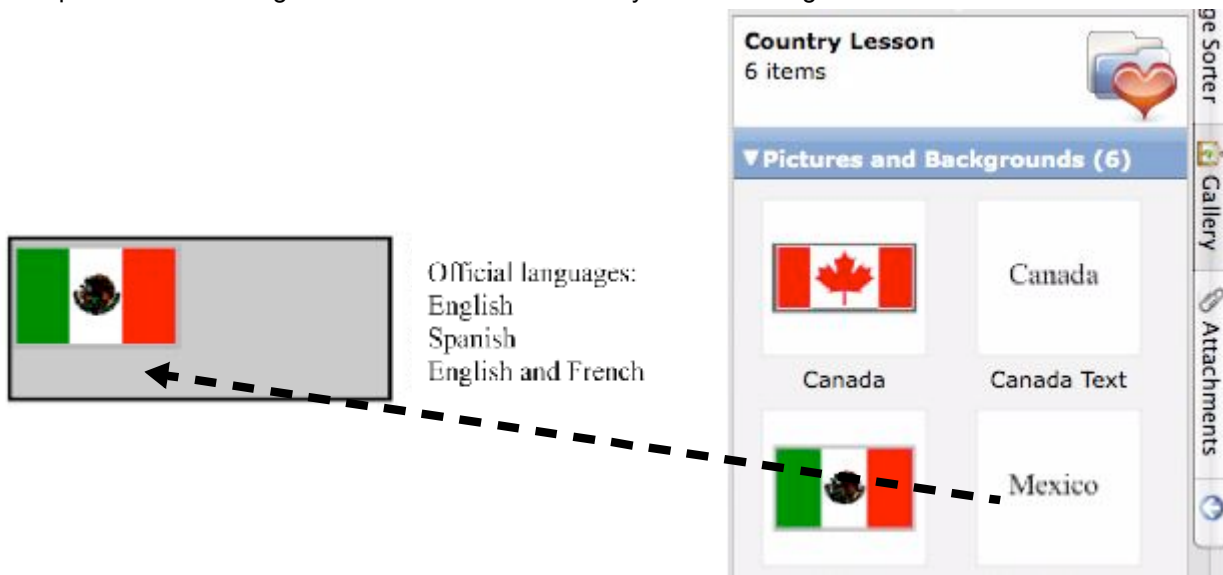 Official languages:
English
Spanish
English and French
Country Lesson
6 items
Pictures and Backgrounds (6)
Canada
Canada
Canada Text
Mexico
Sorter
Gallery
Attachments